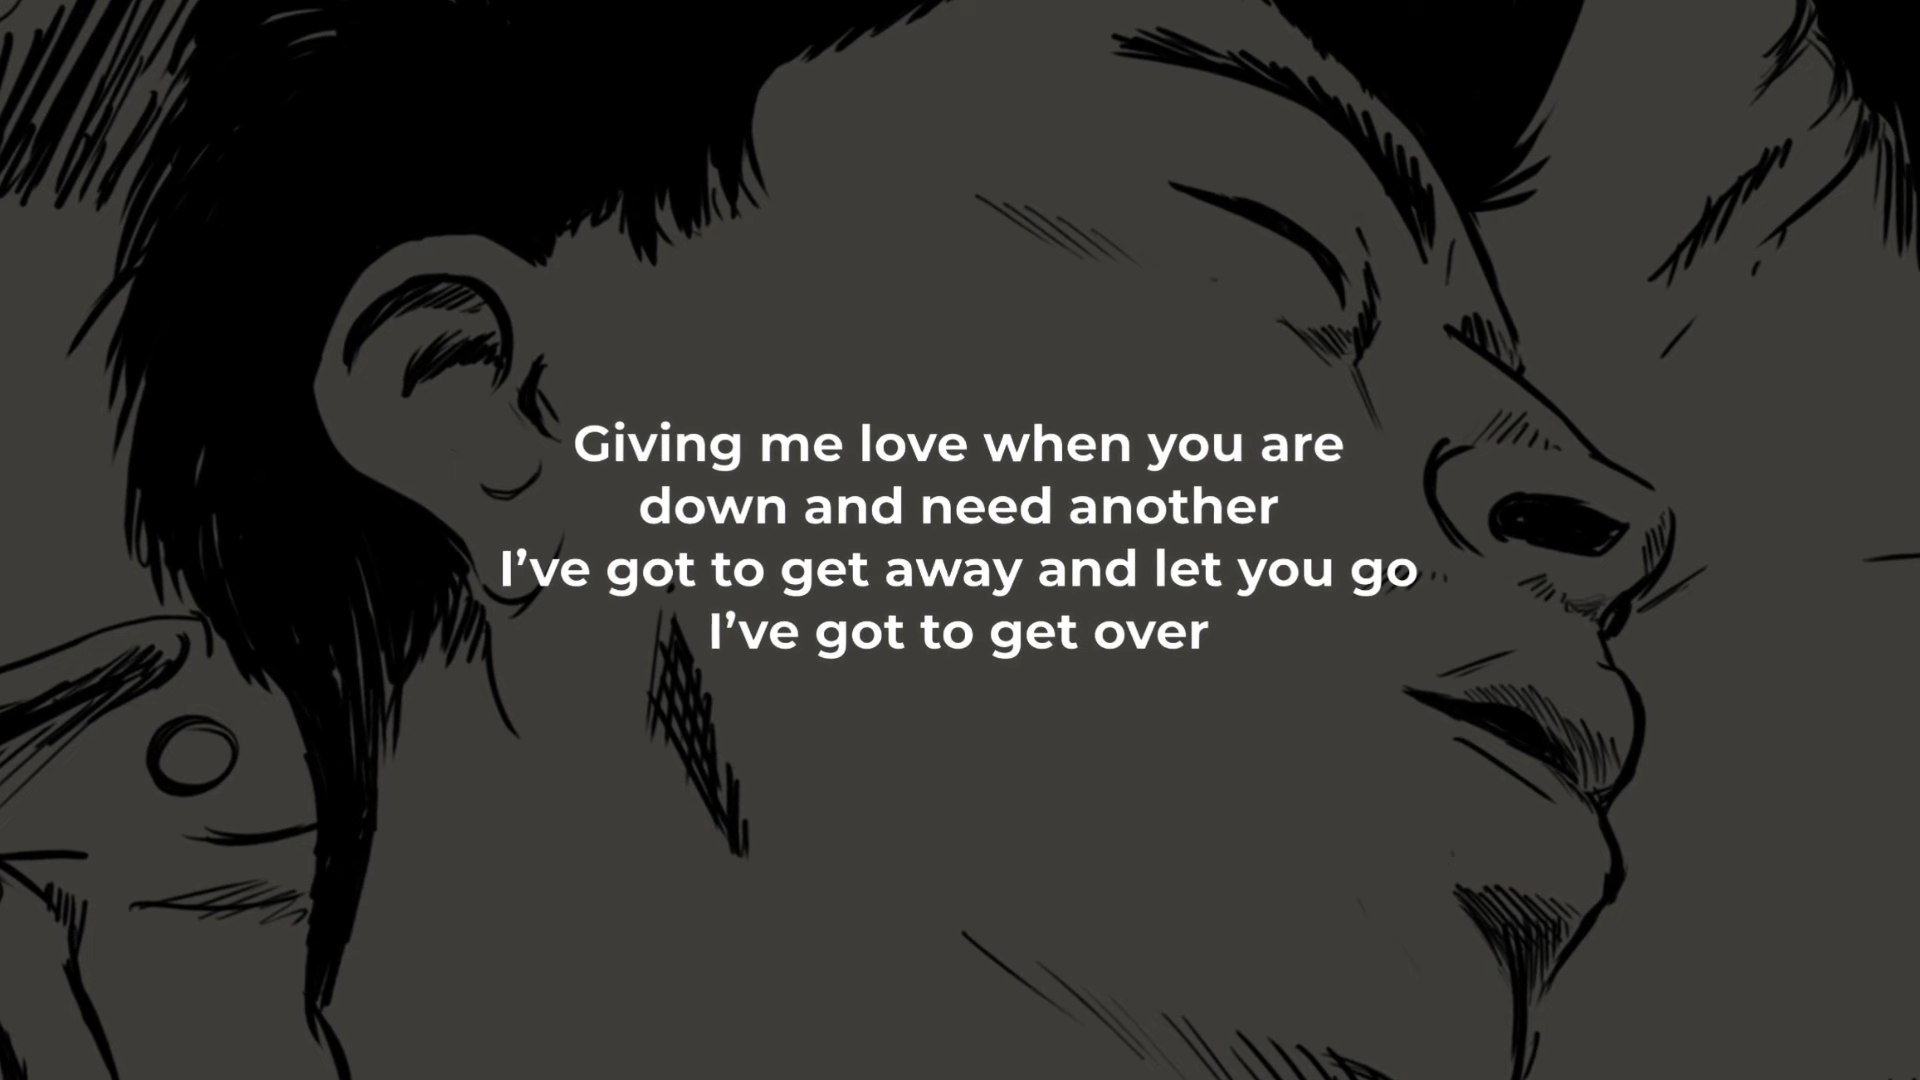 Giving me love when you are
down and need another
I’ve got to get away and let you go
I’ve got to get over